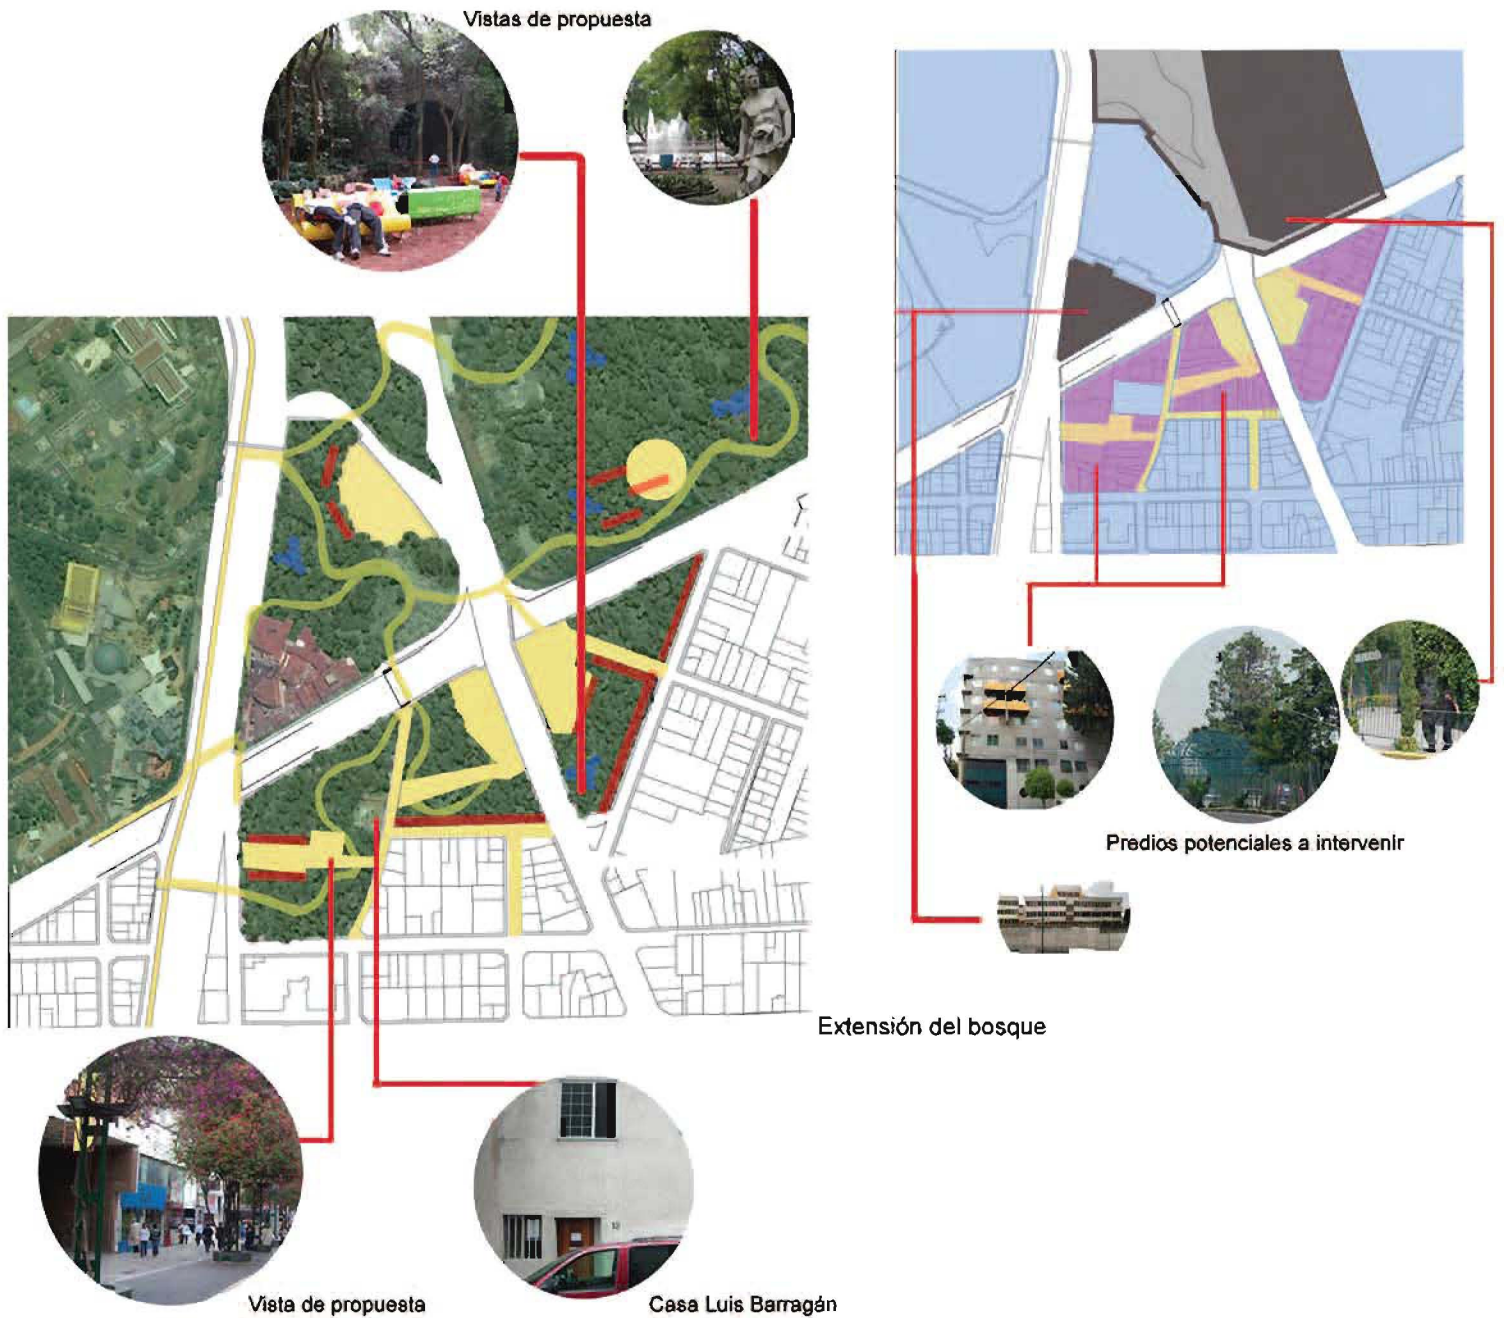 Vistas de propuesta
Predios potenciales a intervenir
Extensión del bosque
Vista de propuesta
Casa Luis Barragán